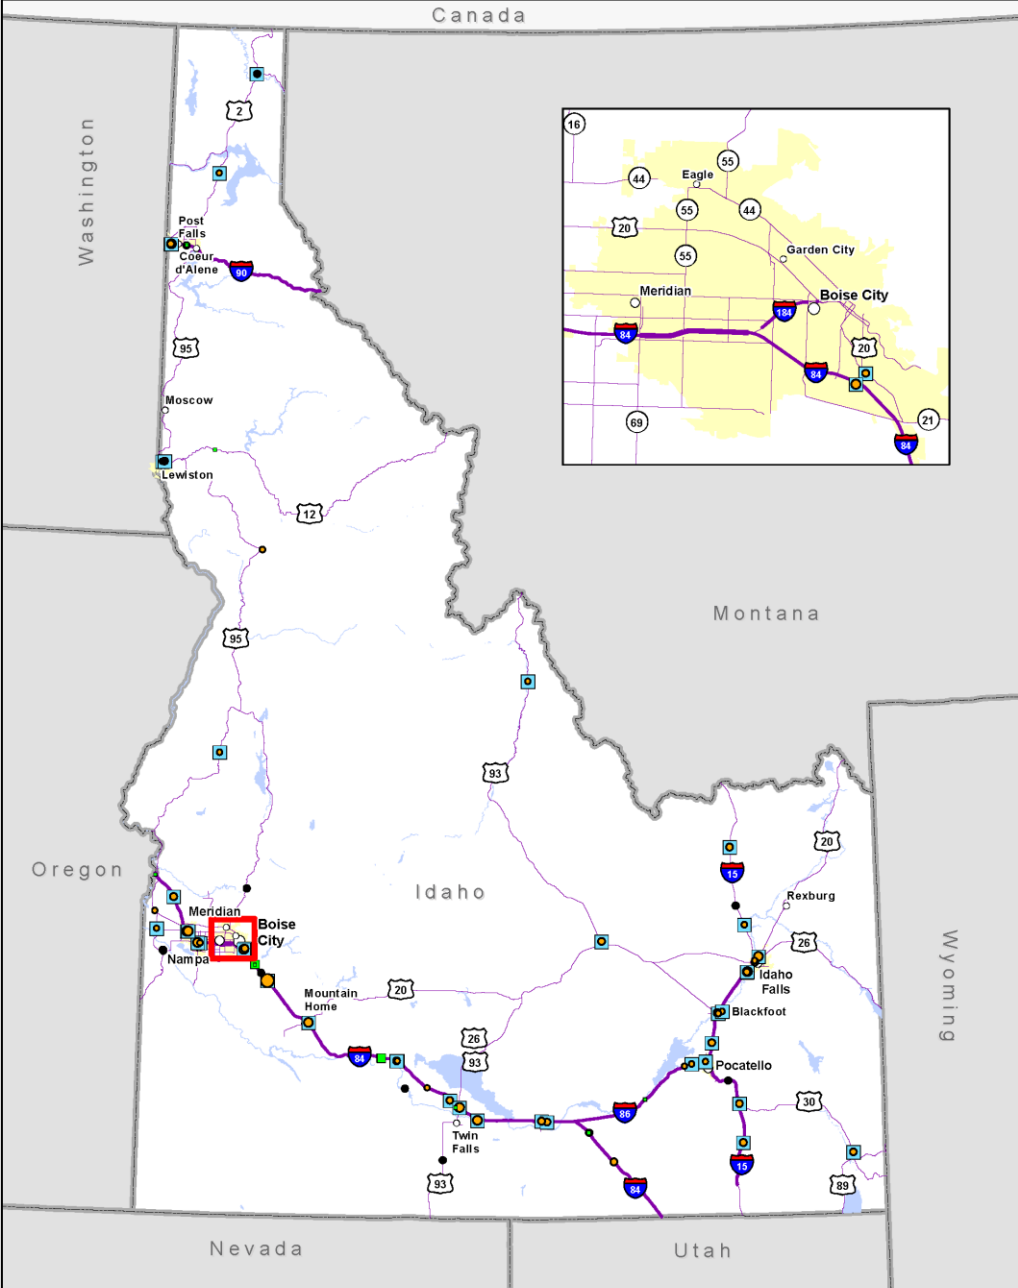 Canada
Washington
2
16
55
44
Eagle
55
44
20
Garden City
55
Meridian
Boise City
184
84
20
84
69
21
84
Post
Falls
Coeur
d'Alene
90
95
Moscow
Lewiston
12
Montana
95
93
Oregon
Idaho
20
15
Rexburg
Meridian
Boise
City
Nampa
26
Wyoming
Idaho
Falls
Mountain
Home
20
Blackfoot
26
93
84
Pocatello
86
30
Twin
Falls
93
84
15
89
Nevada
Utah